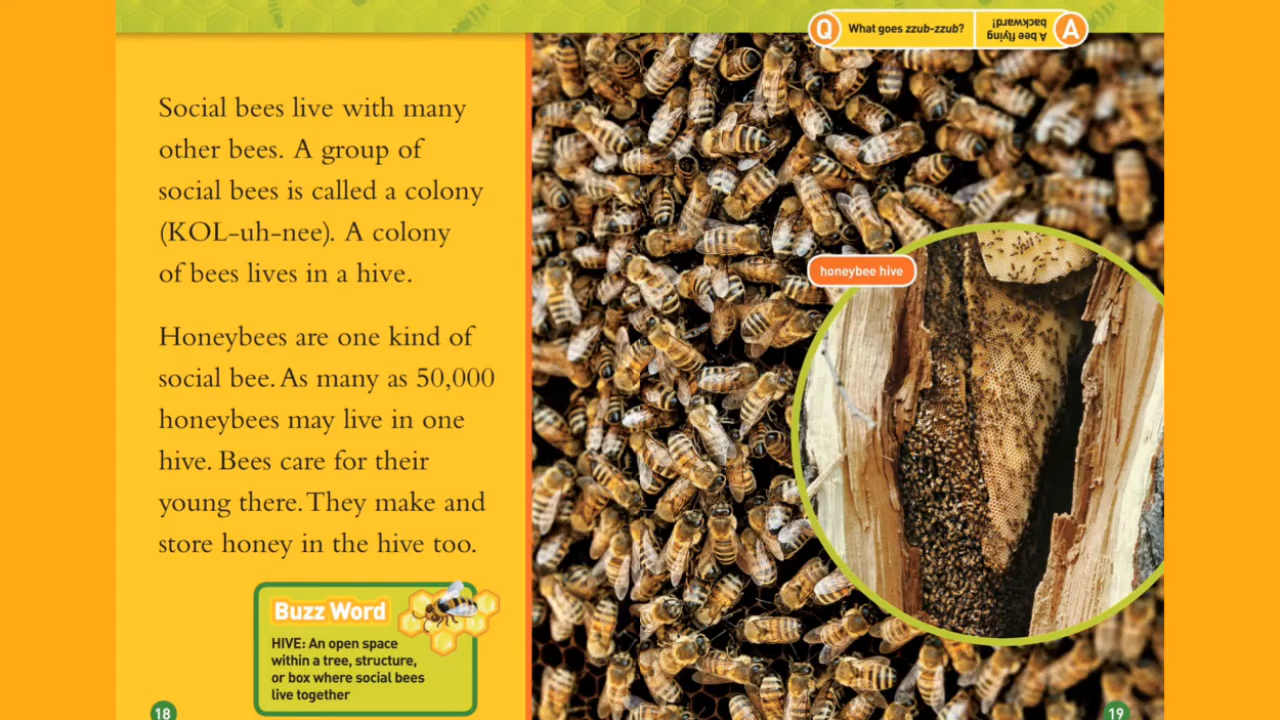 Q What goes zzub-zzub?
A bee flying
backward!
A
Social bees live with many
other bees. A group of
social bees is called a colony
(KOL-uh-nee). A colony
of bees lives in a hive.
Honeybees are one kind of
social bee. As many as 50,000
honeybees may live in one
hive. Bees care for their
young there. They make and
store honey in the hive too.
Buzz Word
HIVE: An open space
within a tree, structure,
or box where social bees
live together
honeybee hive
18
19